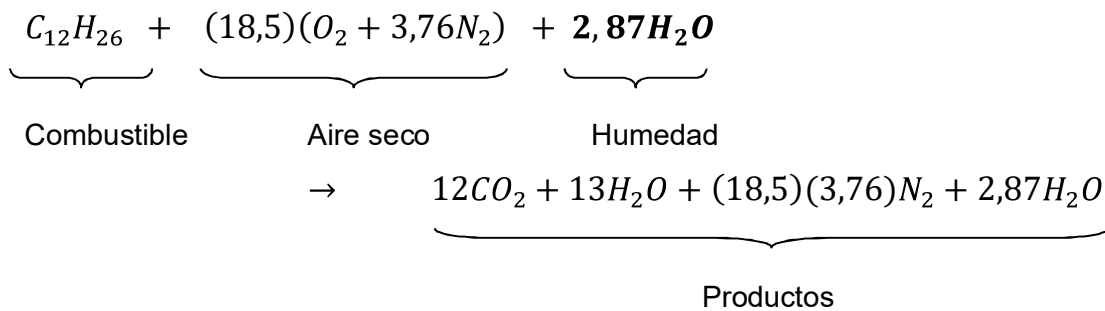 C₁₂H₂₆ + (18,5)(O₂ + 3,76N₂) + 2,87H₂O
Combustible Aire seco Humedad
→ 12CO₂ + 13H₂O + (18,5)(3,76)N₂ + 2,87H₂O
Productos